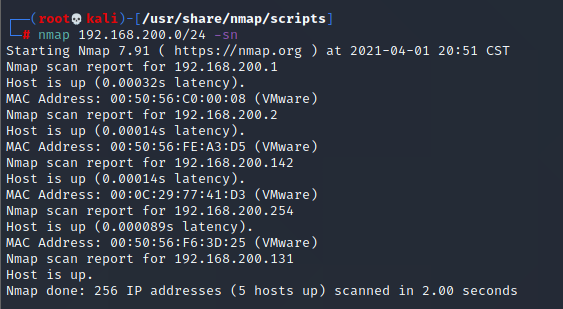 ┌──(root💀kali)-[/usr/share/nmap/scripts]
└─# nmap 192.168.200.0/24 -sn
Starting Nmap 7.91 ( https://nmap.org ) at 2021-04-01 20:51 CST
Nmap scan report for 192.168.200.1
Host is up (0.00032s latency).
MAC Address: 00:50:56:C0:00:08 (VMware)
Nmap scan report for 192.168.200.2
Host is up (0.00014s latency).
MAC Address: 00:50:56:FE:A3:D5 (VMware)
Nmap scan report for 192.168.200.142
Host is up (0.00014s latency).
MAC Address: 00:0C:29:77:41:D3 (VMware)
Nmap scan report for 192.168.200.254
Host is up (0.000089s latency).
MAC Address: 00:50:56:F6:3D:25 (VMware)
Nmap scan report for 192.168.200.131
Host is up.
Nmap done: 256 IP addresses (5 hosts up) scanned in 2.00 seconds